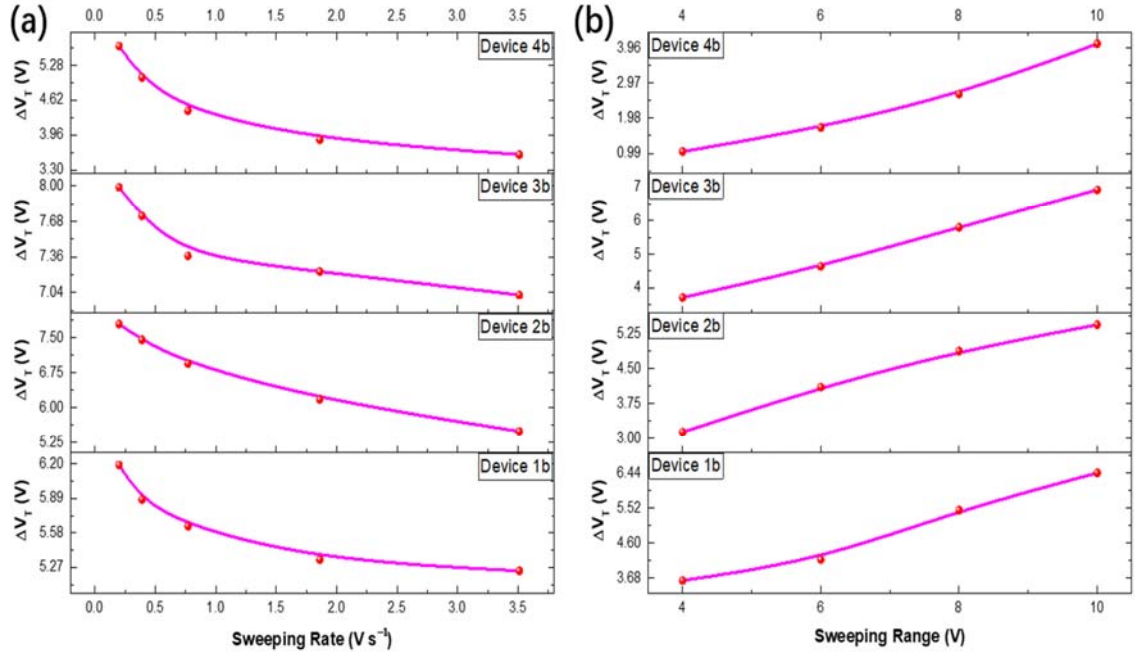 (a)
0.0 0.5 1.0 1.5 2.0 2.5 3.0 3.5
Device 4b
ΔV_T (V)
5.28
4.62
3.96
3.30
Device 3b
ΔV_T (V)
8.00
7.68
7.36
7.04
Device 2b
ΔV_T (V)
7.50
6.75
6.00
5.25
Device 1b
ΔV_T (V)
6.20
5.89
5.58
5.27
0.0 0.5 1.0 1.5 2.0 2.5 3.0 3.5
Sweeping Rate (V s⁻¹)
(b)
4 6 8 10
Device 4b
ΔV_T (V)
3.96
2.97
1.98
0.99
Device 3b
ΔV_T (V)
7
6
5
4
Device 2b
ΔV_T (V)
5.25
4.50
3.75
3.00
Device 1b
ΔV_T (V)
6.44
5.52
4.60
3.68
4 6 8 10
Sweeping Range (V)